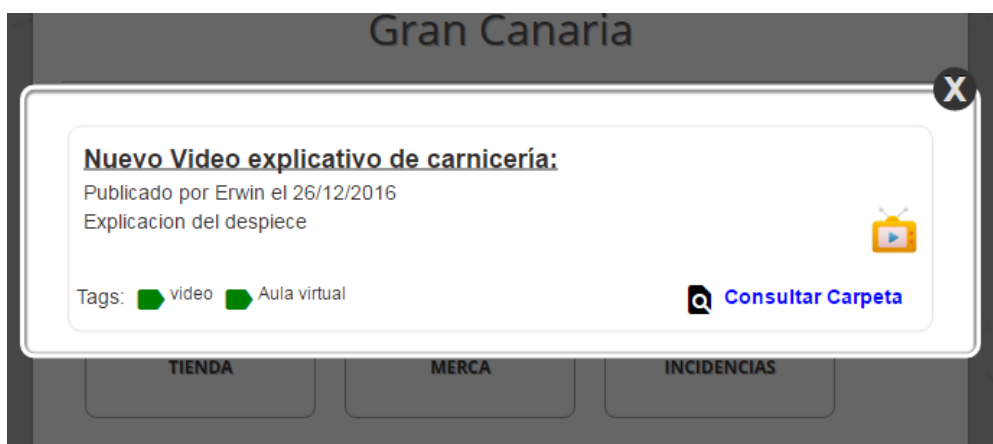 Gran Canaria
X
Nuevo Video explicativo de carnicería:
Publicado por Erwin el 26/12/2016
Explicacion del despiece
Tags: video Aula virtual
Consultar Carpeta
TIENDA MERCA INCIDENCIAS